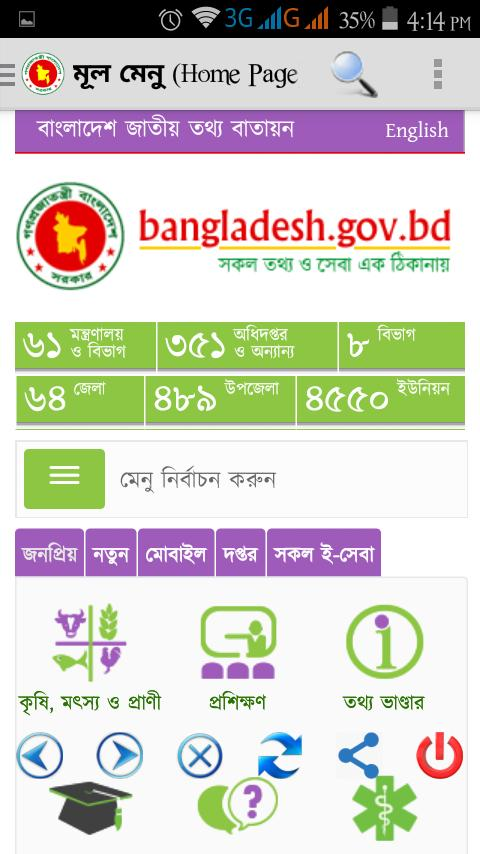 3G G 35% 4:14 PM
মূল মেনু (Home Page
বাংলাদেশ জাতীয় তথ্য বাতায়ন English
গণপ্রজাতন্ত্রী বাংলাদেশ সরকার
bangladesh.gov.bd
সকল তথ্য ও সেবা এক ঠিকানায়
৬১ মন্ত্রণালয় ও বিভাগ ৩৫১ অধিদপ্তর ও অন্যান্য ৮ বিভাগ
৬৪ জেলা ৪৮৯ উপজেলা ৪৫৫০ ইউনিয়ন
মেনু নির্বাচন করুন
জনপ্রিয় নতুন মোবাইল দপ্তর সকল ই-সেবা
কৃষি, মৎস্য ও প্রাণী প্রশিক্ষণ তথ্য ভাণ্ডার